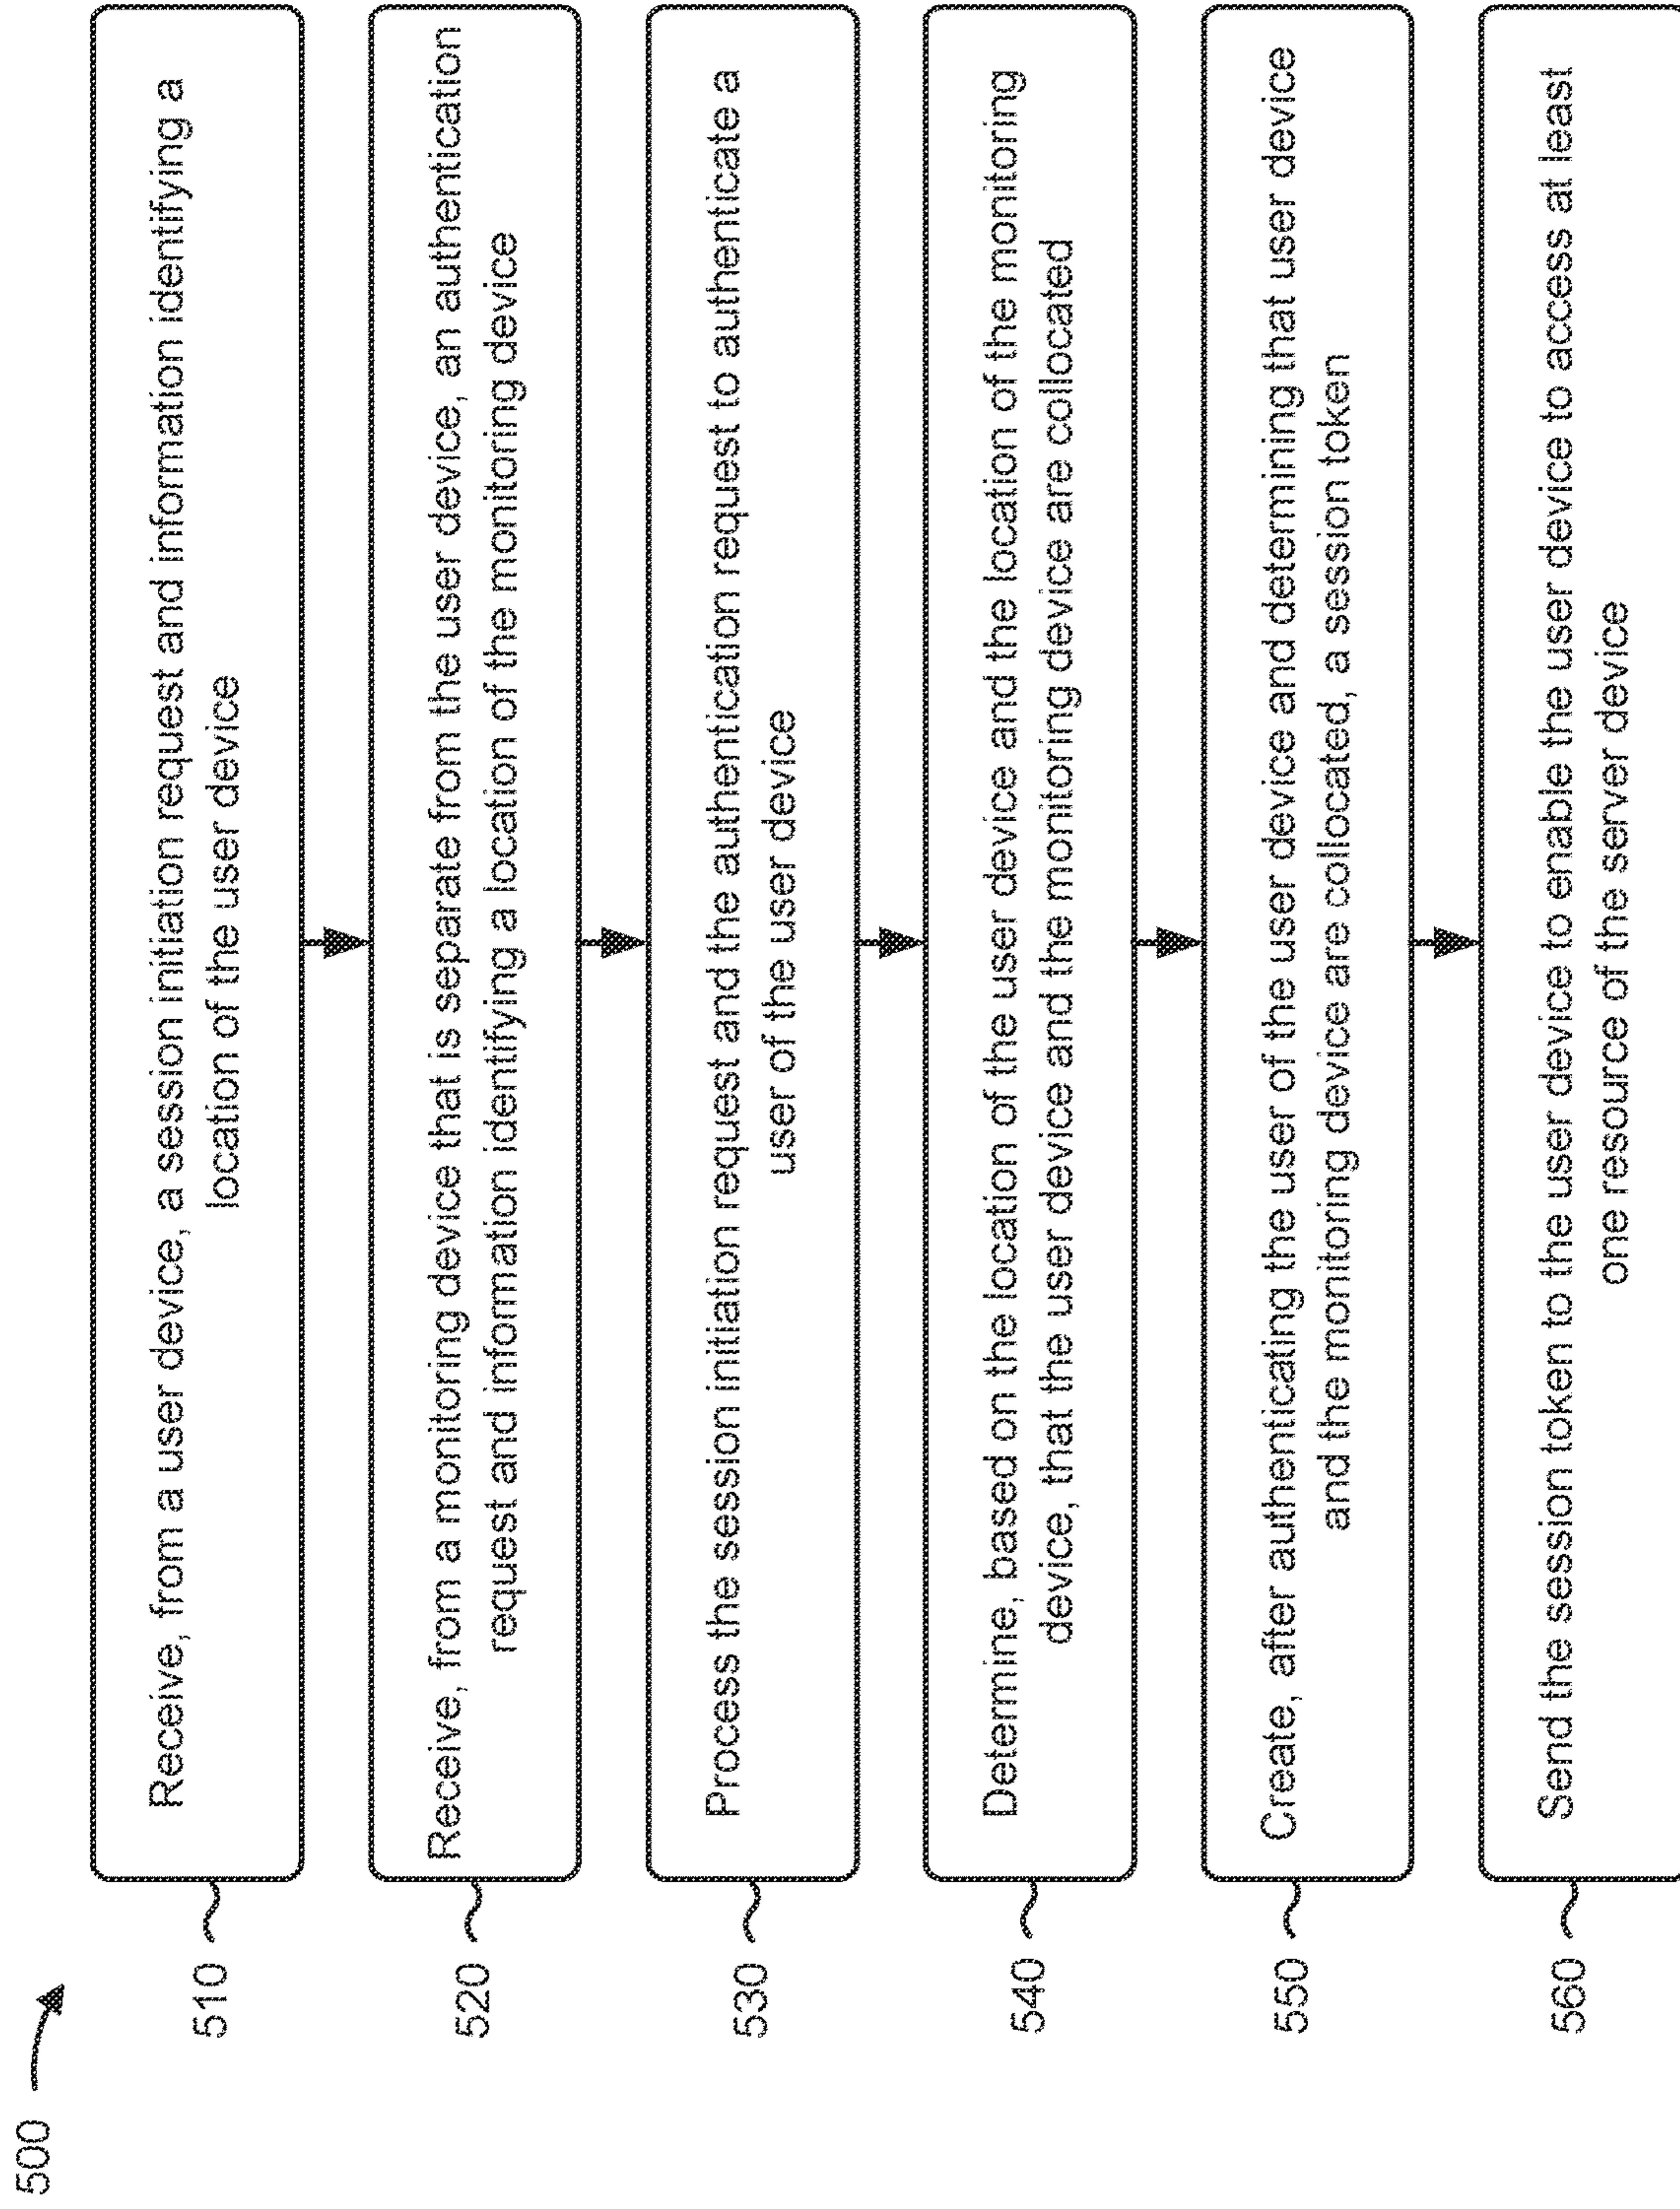 500
510
Receive, from a user device, a session initiation request and information identifying a
location of the user device
520
Receive, from a monitoring device that is separate from the user device, an authentication
request and information identifying a location of the monitoring device
530
Process the session initiation request and the authentication request to authenticate a
user of the user device
540
Determine, based on the location of the user device and the location of the monitoring
device, that the user device and the monitoring device are collocated
550
Create, after authenticating the user of the user device and determining that user device
and the monitoring device are collocated, a session token
560
Send the session token to the user device to enable the user device to access at least
one resource of the server device